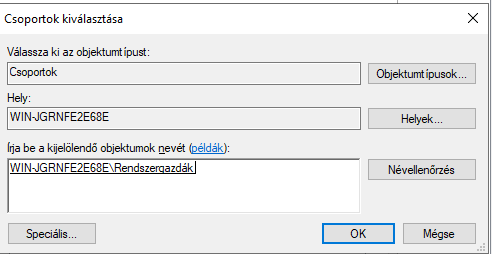 Csoportok kiválasztása
Válassza ki az objektumtípust:
Csoportok
Objektumtípusok...
Hely:
WIN-JGRNFE2E68E
Helyek...
Írja be a kijelölendő objektumok nevét (példák):
WIN-JGRNFE2E68E\Rendszergazdák
Névellenőrzés
Speciális...
OK
Mégse